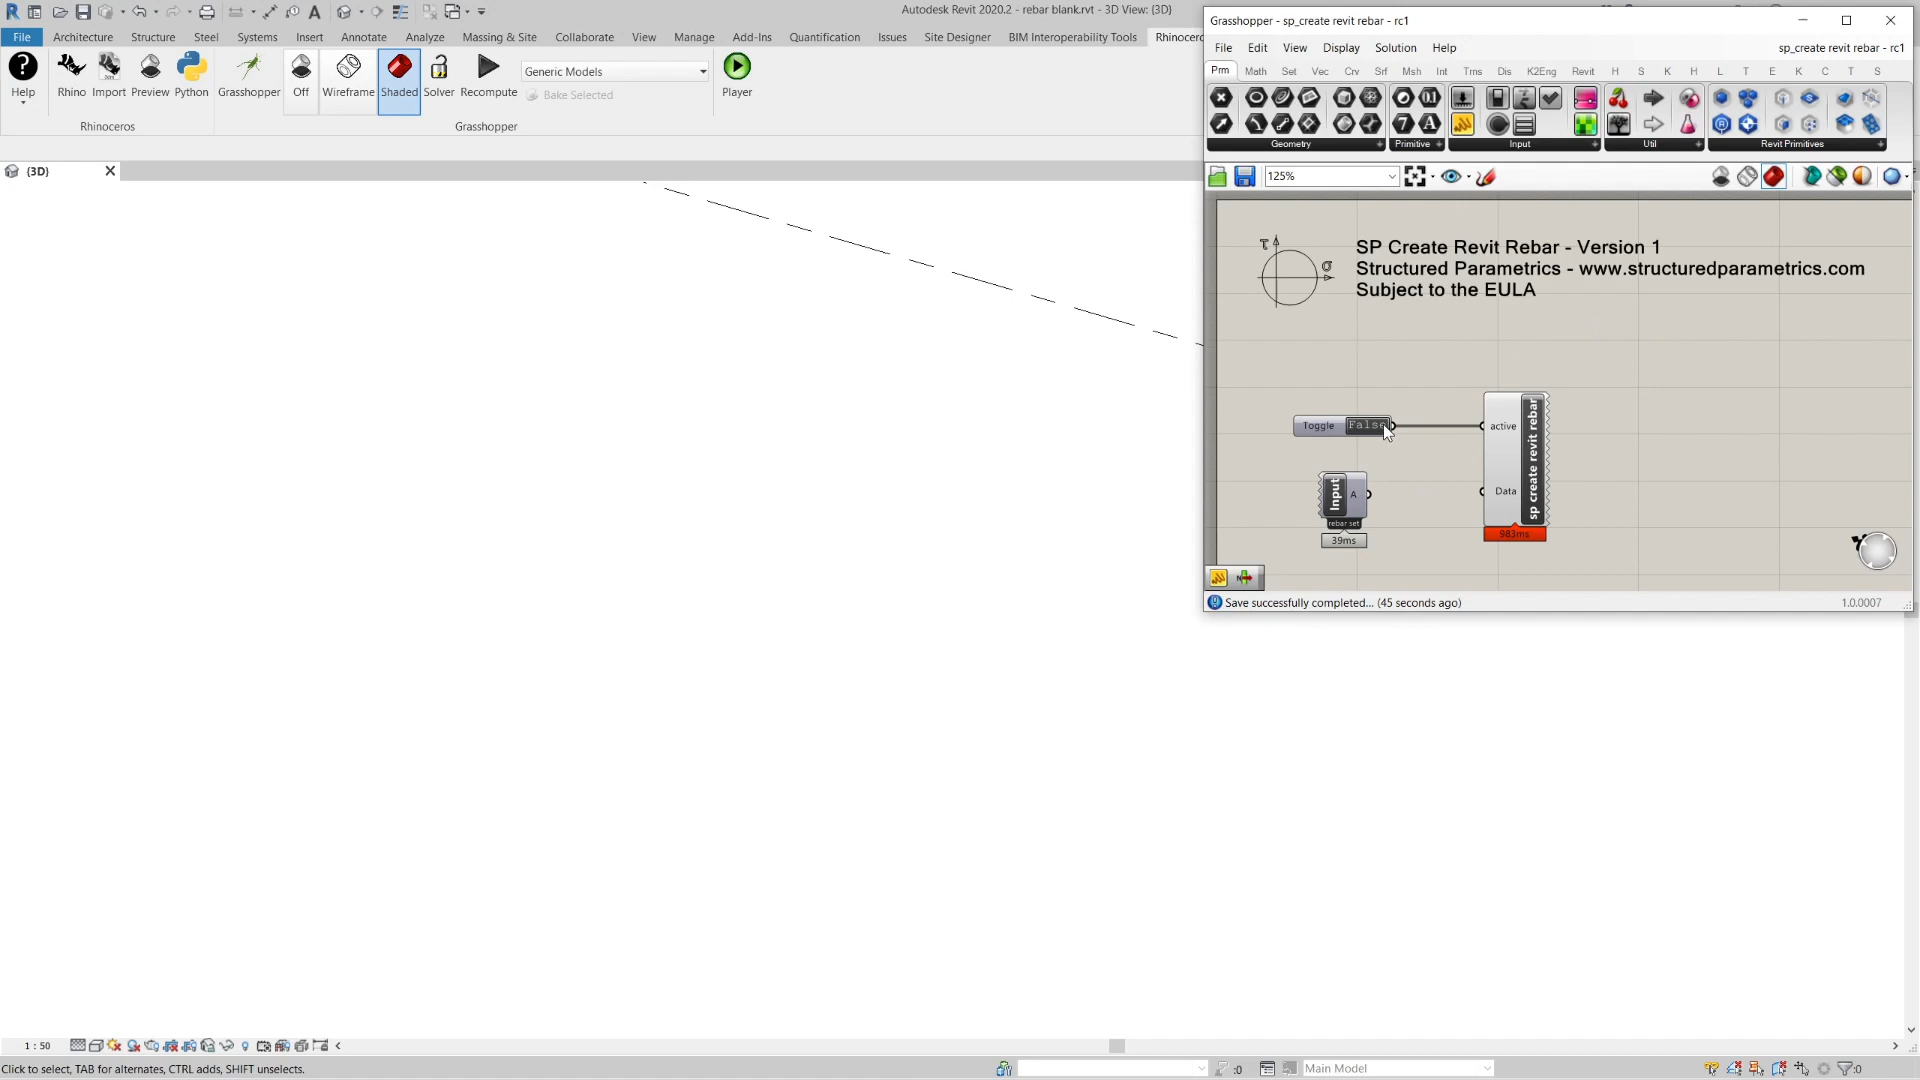 Autodesk Revit 2020.2 - rebar blank.rvt - 3D View: {3D}
File Architecture Structure Steel Systems Insert Annotate Analyze Massing & Site Collaborate View Manage Add-Ins Quantification Issues Site Designer BIM Interoperability Tools Rhinoceros
Help Rhino Import Preview Python Grasshopper Off Wireframe Shaded Solver Recompute
Generic Models
Bake Selected
Player
Rhinoceros
Grasshopper
{3D}
Grasshopper - sp_create revit rebar - rc1
File Edit View Display Solution Help
sp_create revit rebar - rc1
Prm Math Set Vec Crv Srf Msh Int Trns Dis K2Eng Revit H S K H L T E K C T S
Geometry Primitive Input Util Revit Primitives
125%
SP Create Revit Rebar - Version 1
Structured Parametrics - www.structuredparametrics.com
Subject to the EULA
T
σ
Toggle False
active
Data
sp create revit rebar
983ms
Input
A
rebar set
39ms
Save successfully completed... (45 seconds ago)
1.0.0007
1 : 50
Click to select, TAB for alternates, CTRL adds, SHIFT unselects.
:0
Main Model
:0